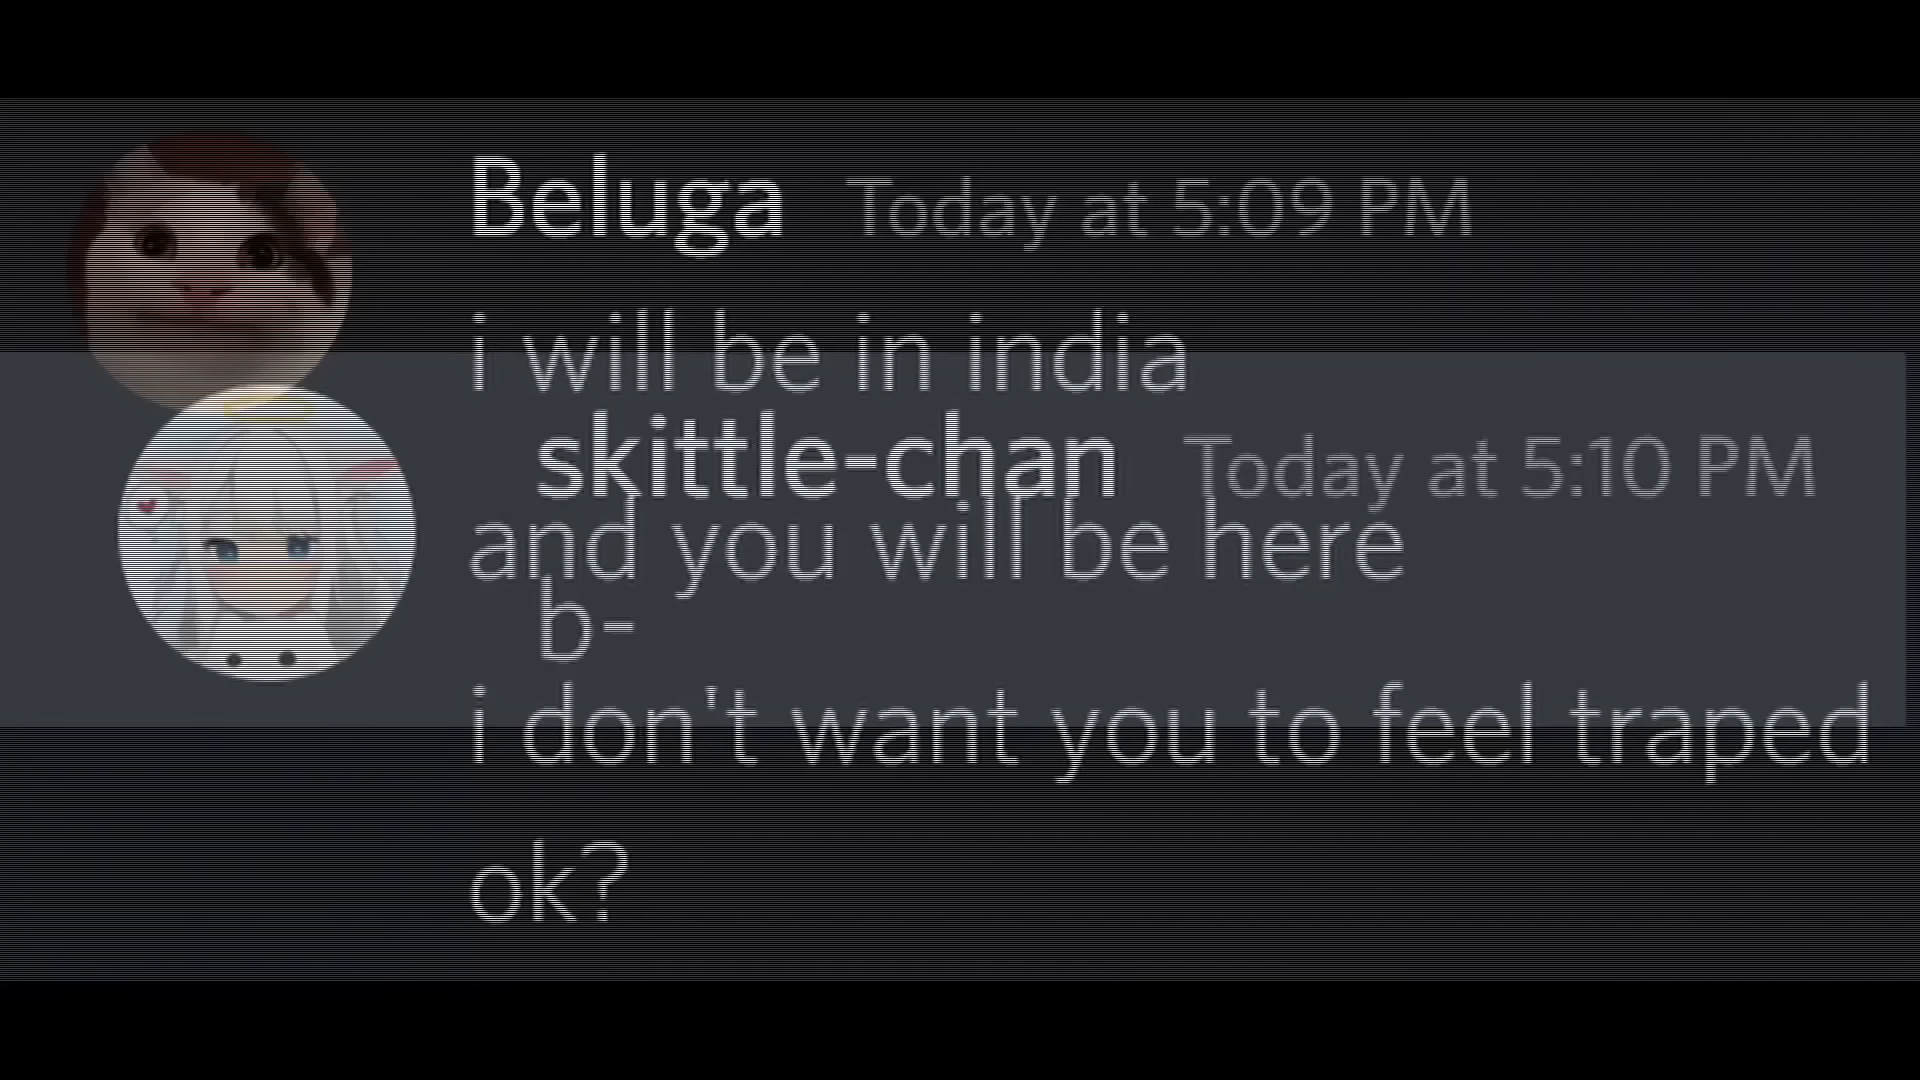 Beluga Today at 5:09 PM
i will be in india
skittle-chan Today at 5:10 PM
and you will be here
b-
i don't want you to feel traped
ok?